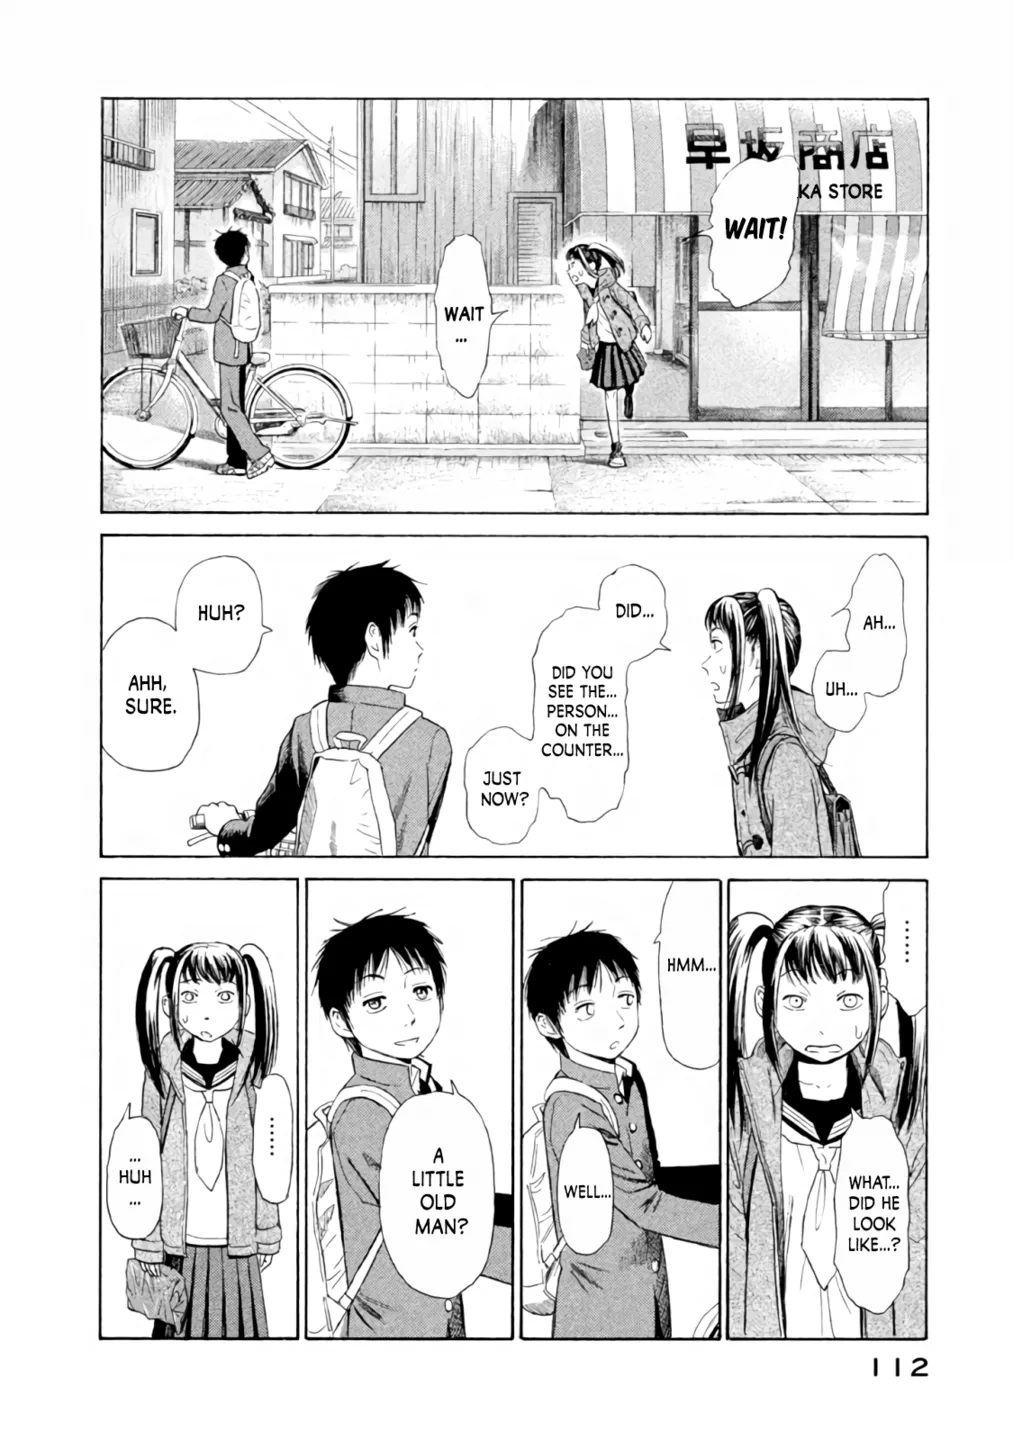 早坂商店
KA STORE
WAIT!
WAIT
...
AH...
UH...
DID...
DID YOU
SEE THE...
PERSON...
ON THE
COUNTER...
JUST
NOW?
HUH?
AHH,
SURE.
......
WHAT...
DID HE
LOOK
LIKE...?
HMM...
WELL...
A
LITTLE
OLD
MAN?
......
...
HUH
...
112